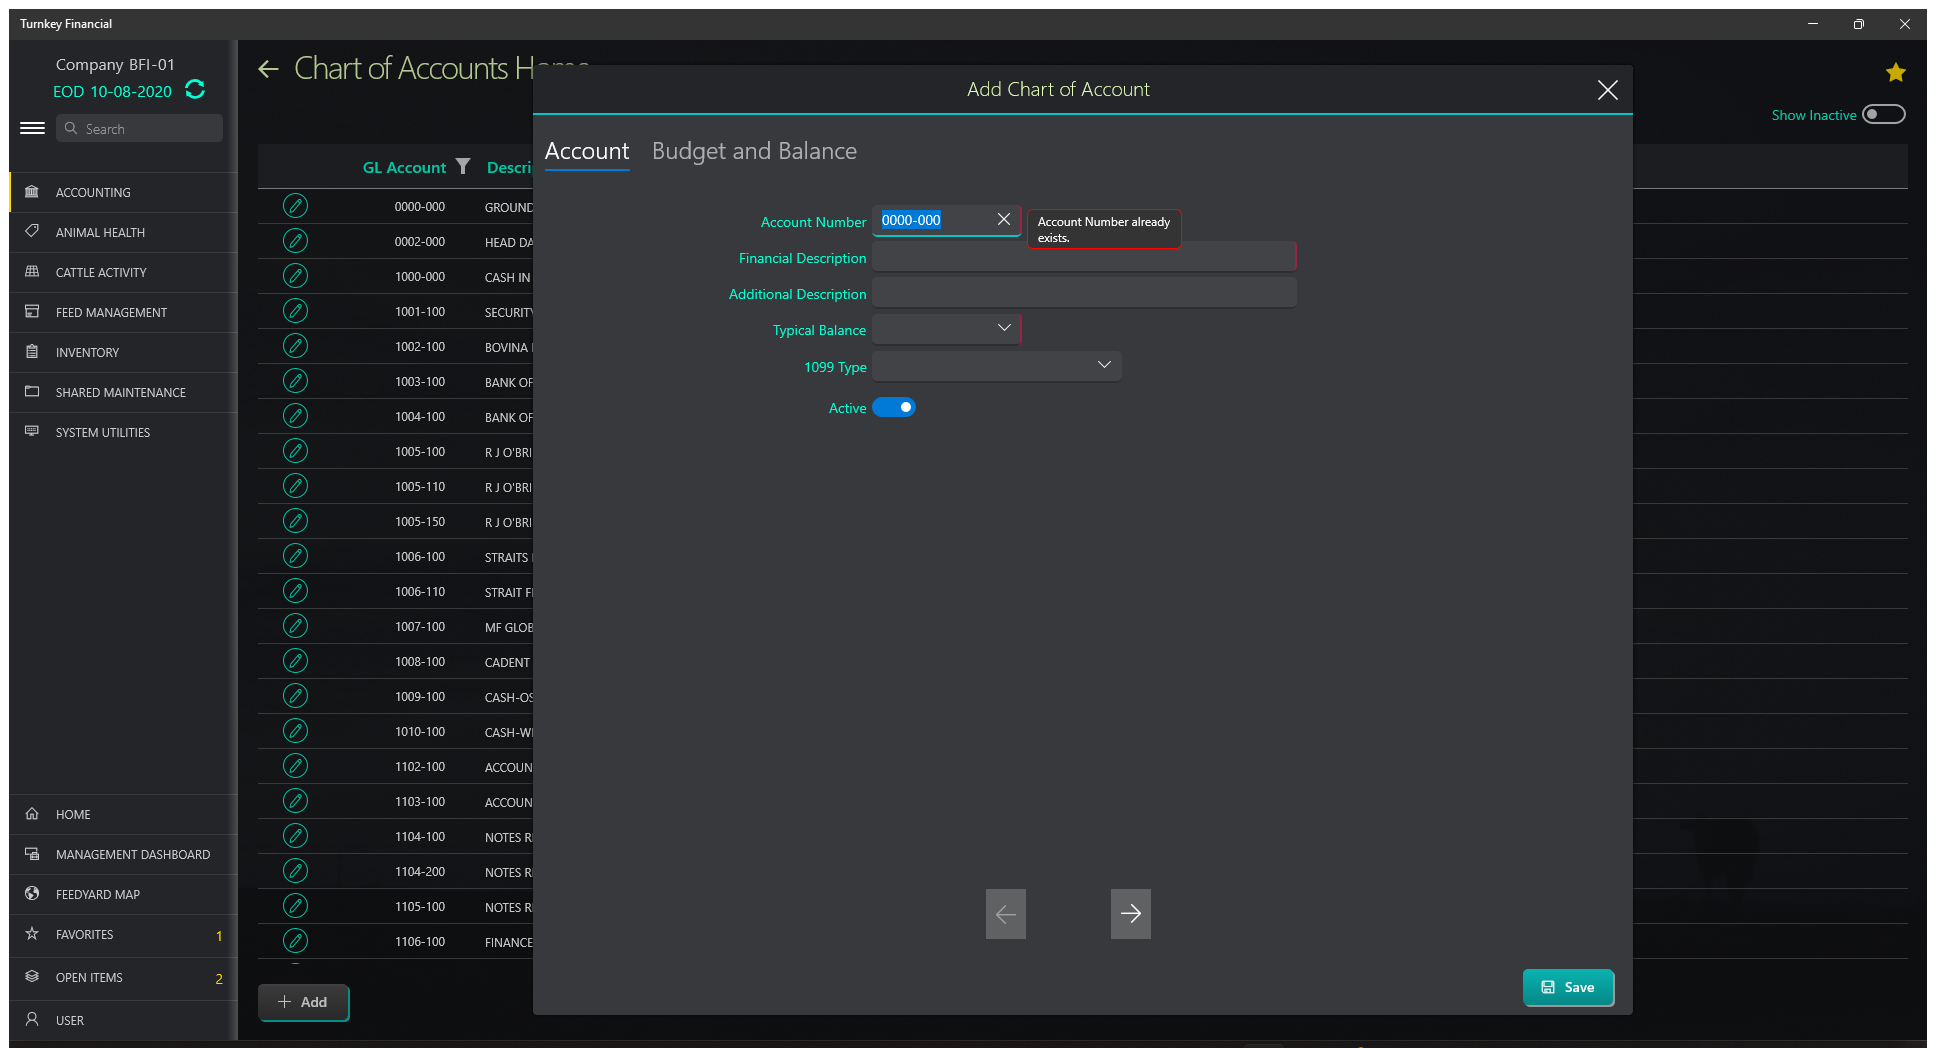 Turnkey Financial
Company BFI-01
EOD 10-08-2020
Search
ACCOUNTING
ANIMAL HEALTH
CATTLE ACTIVITY
FEED MANAGEMENT
INVENTORY
SHARED MAINTENANCE
SYSTEM UTILITIES
HOME
MANAGEMENT DASHBOARD
FEEDYARD MAP
FAVORITES 1
OPEN ITEMS 2
USER
Chart of Accounts Home
Show Inactive
GL Account Descri
0000-000 GROUND
0002-000 HEAD DA
1000-000 CASH IN
1001-100 SECURITY
1002-100 BOVINA
1003-100 BANK OF
1004-100 BANK OF
1005-100 R J O'BRI
1005-110 R J O'BRI
1005-150 R J O'BRI
1006-100 STRAITS
1006-110 STRAIT F
1007-100 MF GLOB
1008-100 CADENT
1009-100 CASH-OS
1010-100 CASH-W
1102-100 ACCOUN
1103-100 ACCOUN
1104-100 NOTES R
1104-200 NOTES R
1105-100 NOTES R
1106-100 FINANCE
Add
Add Chart of Account
Account Budget and Balance
Account Number 0000-000
Account Number already
exists.
Financial Description
Additional Description
Typical Balance
1099 Type
Active
Save